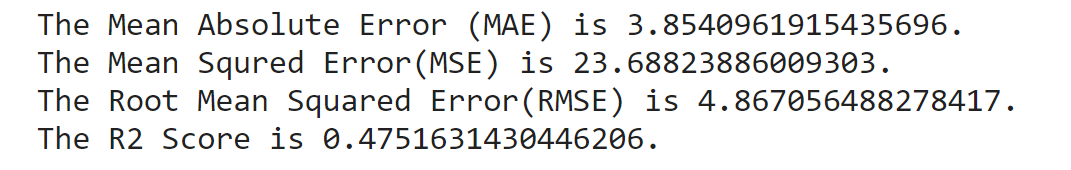 The Mean Absolute Error (MAE) is 3.8540961915435696.
The Mean Squred Error(MSE) is 23.68823886009303.
The Root Mean Squared Error(RMSE) is 4.867056488278417.
The R2 Score is 0.4751631430446206.